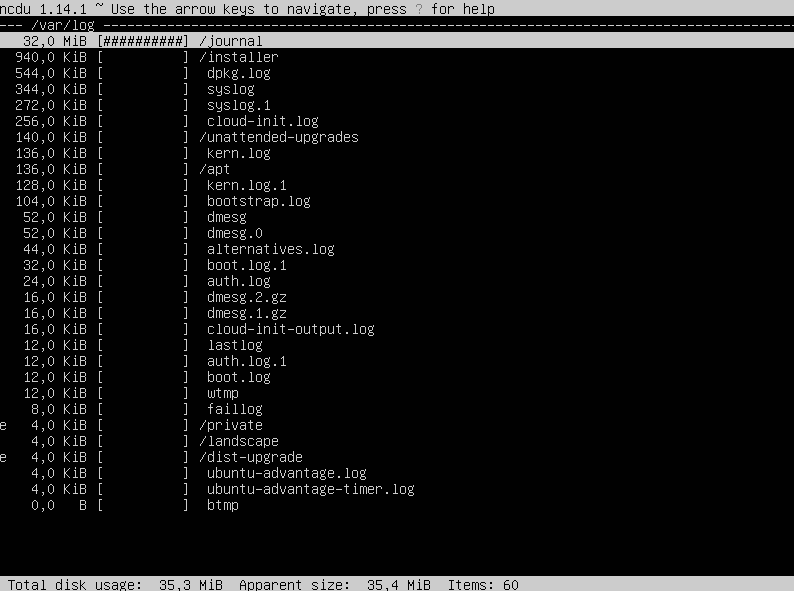 ncdu 1.14.1 ~ Use the arrow keys to navigate, press ? for help
--- /var/log ---------------------------------------------------------------------------------------
32,0 MiB [##########] /journal
940,0 KiB [          ] /installer
544,0 KiB [          ]  dpkg.log
344,0 KiB [          ]  syslog
272,0 KiB [          ]  syslog.1
256,0 KiB [          ]  cloud-init.log
140,0 KiB [          ] /unattended-upgrades
136,0 KiB [          ]  kern.log
136,0 KiB [          ] /apt
128,0 KiB [          ]  kern.log.1
104,0 KiB [          ]  bootstrap.log
52,0 KiB [          ]  dmesg
52,0 KiB [          ]  dmesg.0
44,0 KiB [          ]  alternatives.log
32,0 KiB [          ]  boot.log.1
24,0 KiB [          ]  auth.log
16,0 KiB [          ]  dmesg.2.gz
16,0 KiB [          ]  dmesg.1.gz
16,0 KiB [          ]  cloud-init-output.log
12,0 KiB [          ]  lastlog
12,0 KiB [          ]  auth.log.1
12,0 KiB [          ]  boot.log
12,0 KiB [          ]  wtmp
8,0 KiB [          ]  faillog
e   4,0 KiB [          ] /private
4,0 KiB [          ] /landscape
e   4,0 KiB [          ] /dist-upgrade
4,0 KiB [          ]  ubuntu-advantage.log
4,0 KiB [          ]  ubuntu-advantage-timer.log
0,0   B [          ]  btmp
Total disk usage:  35,3 MiB  Apparent size:  35,4 MiB  Items: 60